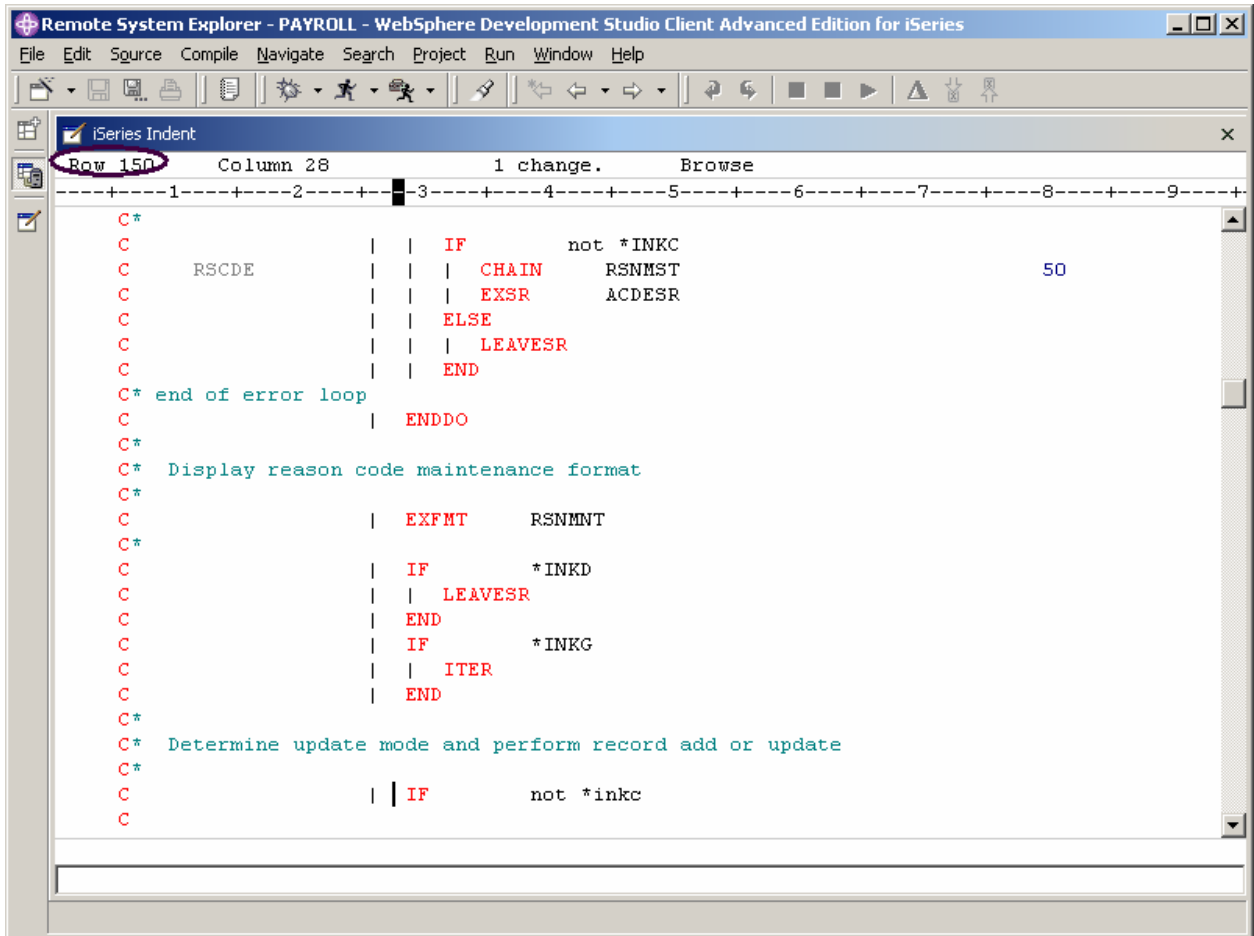 Remote System Explorer - PAYROLL - WebSphere Development Studio Client Advanced Edition for iSeries
File Edit Source Compile Navigate Search Project Run Window Help
iSeries Indent
Row 150 Column 28 1 change. Browse
----+----1----+----2----+----3----+----4----+----5----+----6----+----7----+----8----+----9----+-
C*
C | | IF not *INKC
C RSCDE | | | CHAIN RSNMST 50
C | | | EXSR ACDESR
C | | ELSE
C | | | LEAVESR
C | | END
C* end of error loop
C | ENDDO
C*
C* Display reason code maintenance format
C*
C | EXFMT RSNMNT
C*
C | IF *INKD
C | | LEAVESR
C | END
C | IF *INKG
C | | ITER
C | END
C*
C* Determine update mode and perform record add or update
C*
C | IF not *inkc
C